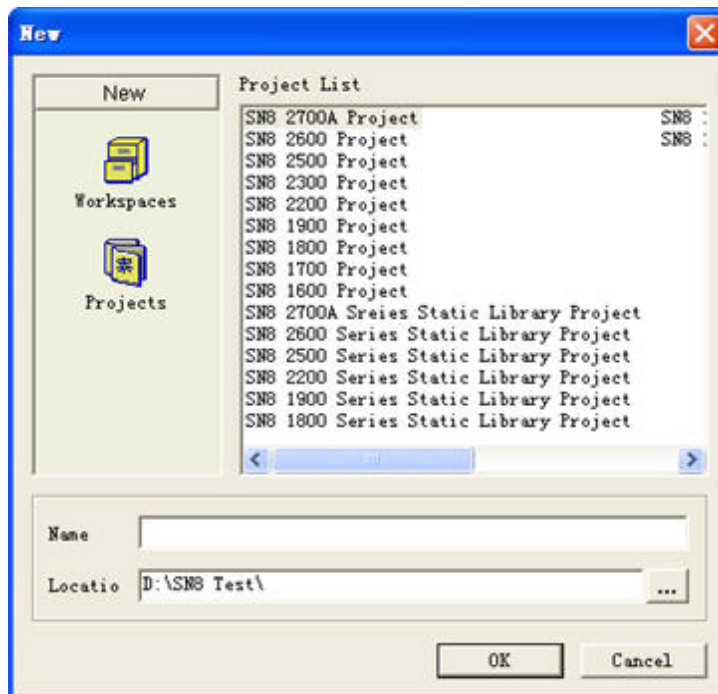 New
New
Workspaces
Projects
Project List
SN8 2700A Project
SN8 2600 Project
SN8 2500 Project
SN8 2300 Project
SN8 2200 Project
SN8 1900 Project
SN8 1800 Project
SN8 1700 Project
SN8 1600 Project
SN8 2700A Sreies Static Library Project
SN8 2600 Series Static Library Project
SN8 2500 Series Static Library Project
SN8 2200 Series Static Library Project
SN8 1900 Series Static Library Project
SN8 1800 Series Static Library Project
SN8
SN8
Name
Locatio D:\SN8 Test\ ...
OK Cancel